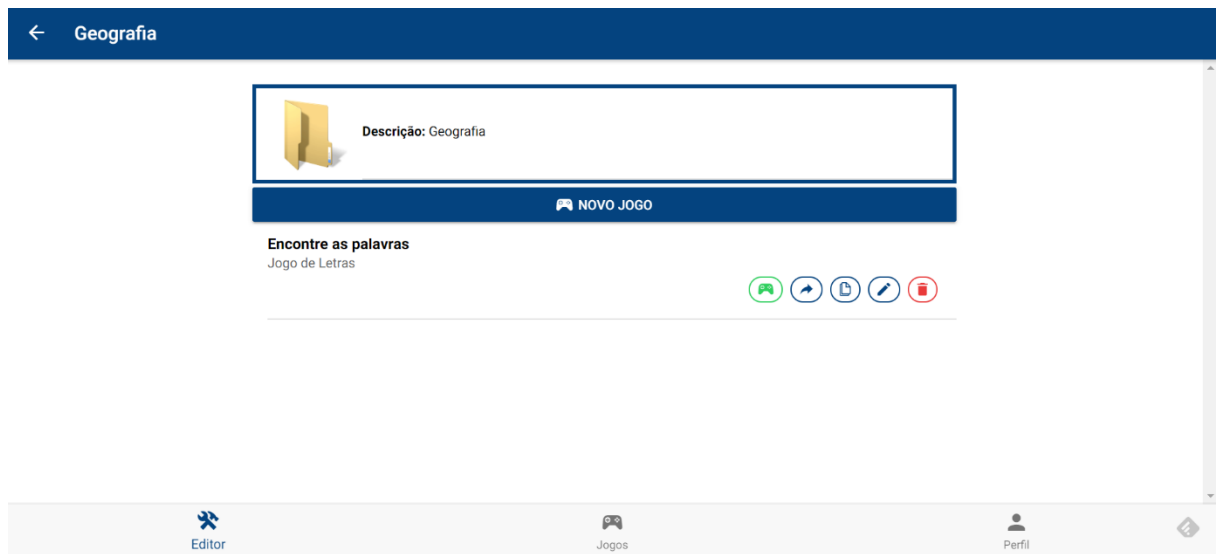 Geografia
Descrição: Geografia
NOVO JOGO
Encontre as palavras
Jogo de Letras
Editor
Jogos
Perfil